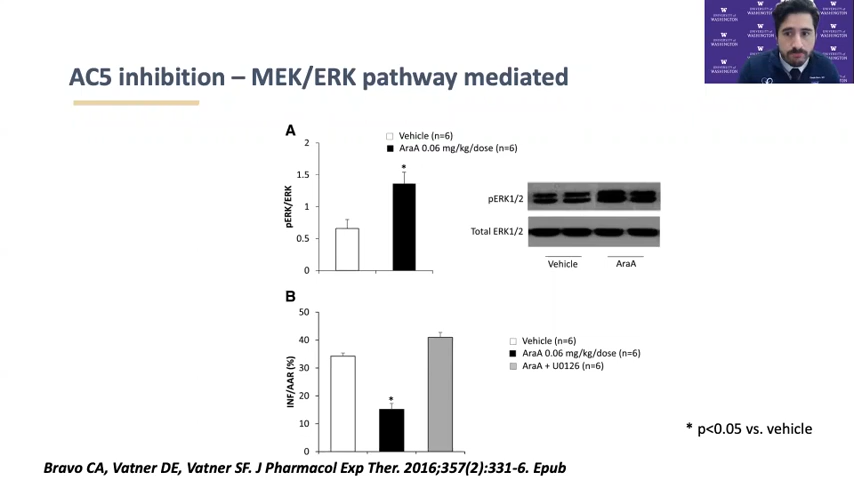 W
UNIVERSITY of
WASHINGTON
AC5 inhibition – MEK/ERK pathway mediated
A
Vehicle (n=6)
AraA 0.06 mg/kg/dose (n=6)
2
1.5
1
0.5
0
pERK/ERK
*
pERK1/2
Total ERK1/2
Vehicle
AraA
B
Vehicle (n=6)
AraA 0.06 mg/kg/dose (n=6)
AraA + U0126 (n=6)
50
40
30
20
10
0
INF/AAR (%)
*
* p<0.05 vs. vehicle
Bravo CA, Vatner DE, Vatner SF. J Pharmacol Exp Ther. 2016;357(2):331-6. Epub